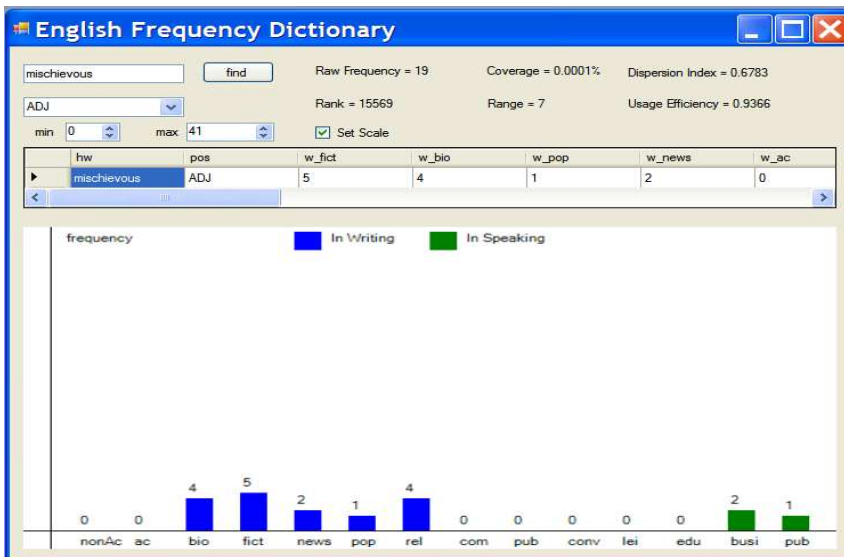 English Frequency Dictionary
mischievous find Raw Frequency = 19 Coverage = 0.0001% Dispersion Index = 0.6783
ADJ Rank = 15569 Range = 7 Usage Efficiency = 0.9366
min 0 max 41 Set Scale
hw pos w_fict w_bio w_pop w_news w_ac
mischievous ADJ 5 4 1 2 0
frequency In Writing In Speaking
0 0 4 5 2 1 4 0 0 0 0 0 2 1
nonAc ac bio fict news pop rel com pub conv lei edu busi pub